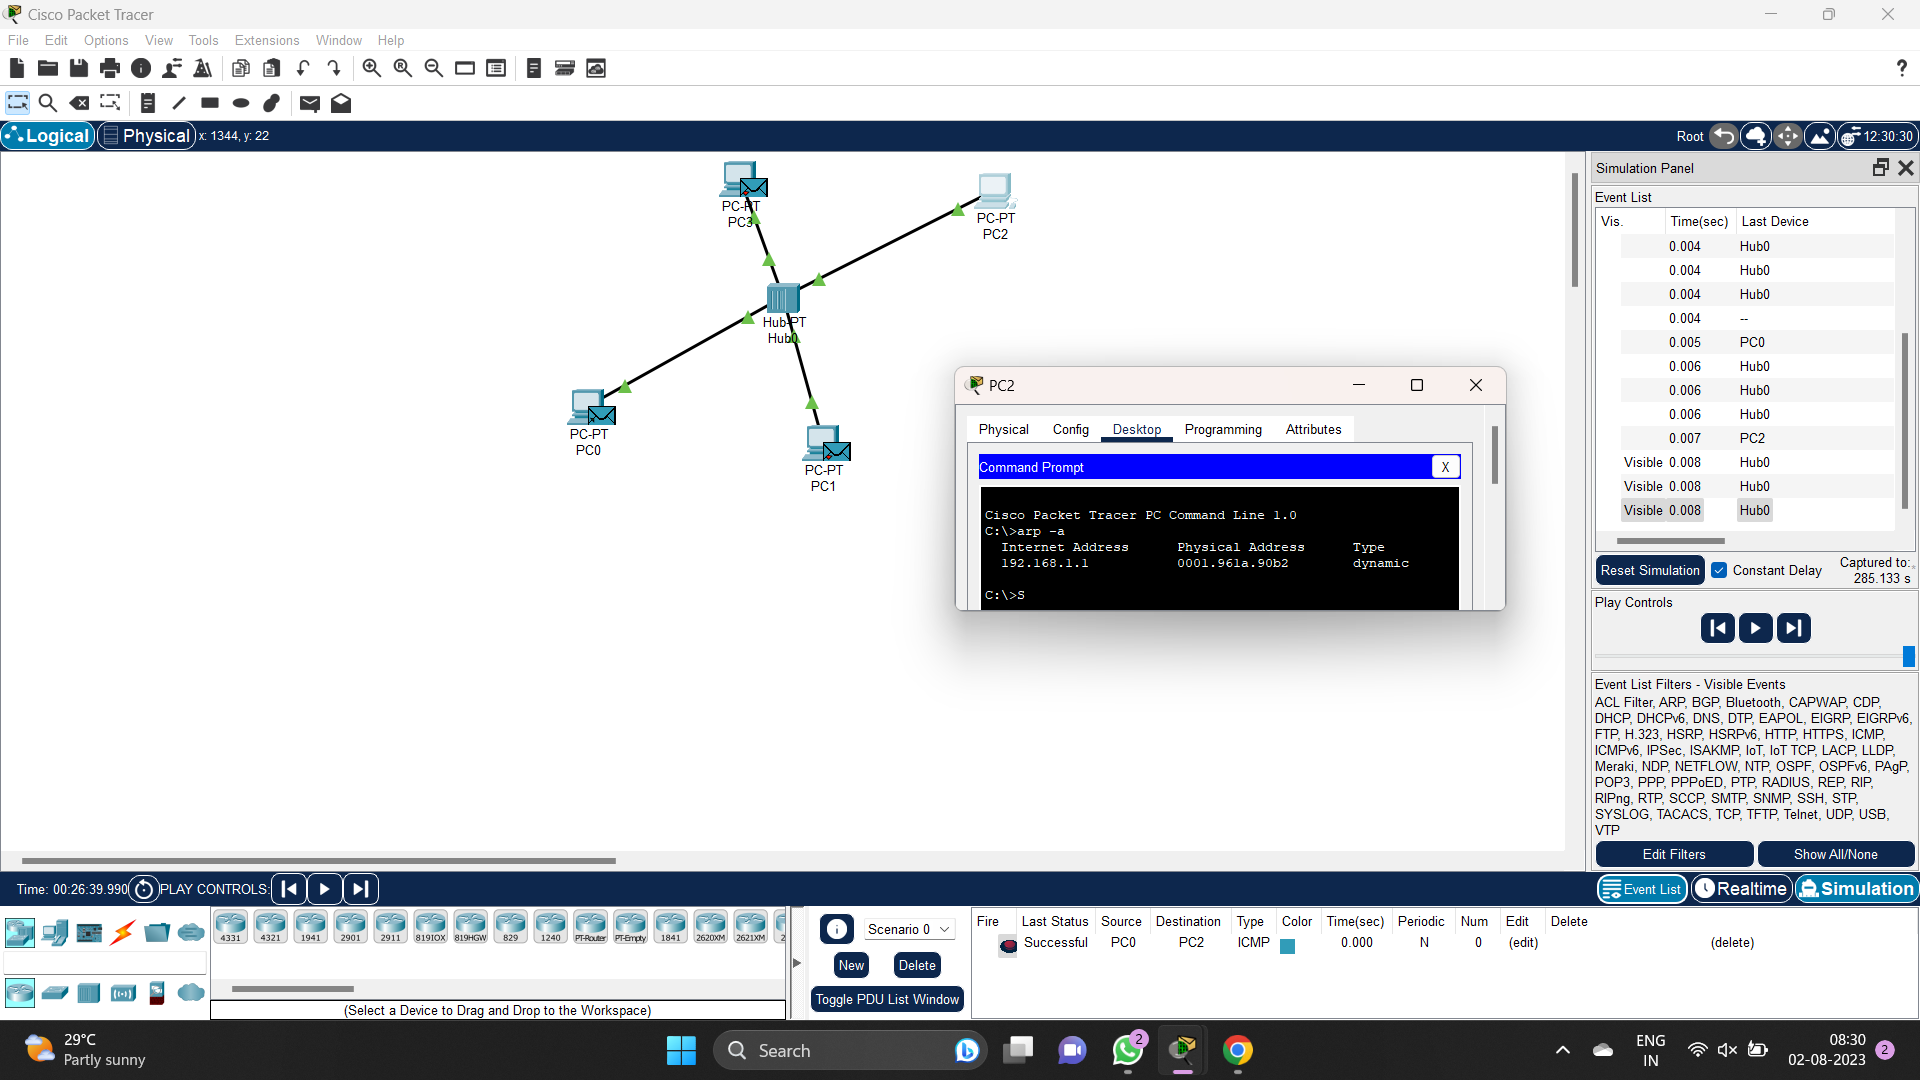 Cisco Packet Tracer
File Edit Options View Tools Extensions Window Help
?
Logical Physical x: 1344, y: 22 Root 12:30:30
PC-PT
PC3
PC-PT
PC2
Hub-PT
Hub0
PC-PT
PC0
PC-PT
PC1
PC2
Physical Config Desktop Programming Attributes
Command Prompt X
Cisco Packet Tracer PC Command Line 1.0
C:\>arp -a
Internet Address Physical Address Type
192.168.1.1 0001.961a.90b2 dynamic
C:\>S
Simulation Panel
Event List
Vis. Time(sec) Last Device
0.004 Hub0
0.004 Hub0
0.004 Hub0
0.004 --
0.005 PC0
0.006 Hub0
0.006 Hub0
0.006 Hub0
0.007 PC2
Visible 0.008 Hub0
Visible 0.008 Hub0
Visible 0.008 Hub0
Reset Simulation Constant Delay Captured to:
285.133 s
Play Controls
Event List Filters - Visible Events
ACL Filter, ARP, BGP, Bluetooth, CAPWAP, CDP,
DHCP, DHCPv6, DNS, DTP, EAPOL, EIGRP, EIGRPv6,
FTP, H.323, HSRP, HSRPv6, HTTP, HTTPS, ICMP,
ICMPv6, IPSec, ISAKMP, IoT, IoT TCP, LACP, LLDP,
Meraki, NDP, NETFLOW, NTP, OSPF, OSPFv6, PAgP,
POP3, PPP, PPPoED, PTP, RADIUS, REP, RIP,
RIPng, RTP, SCCP, SMTP, SNMP, SSH, STP,
SYSLOG, TACACS, TCP, TFTP, Telnet, UDP, USB,
VTP
Edit Filters Show All/None
Time: 00:26:39.990 PLAY CONTROLS: Event List Realtime Simulation
4331 4321 1941 2901 2911 819IOX 819HGW 829 1240 PT-Router PT-Empty 1841 2620XM 2621XM 2
(Select a Device to Drag and Drop to the Workspace)
Scenario 0
New Delete
Toggle PDU List Window
Fire Last Status Source Destination Type Color Time(sec) Periodic Num Edit Delete
Successful PC0 PC2 ICMP 0.000 N 0 (edit) (delete)
29°C
Partly sunny
Search
2
ENG
IN
08:30
02-08-2023
2